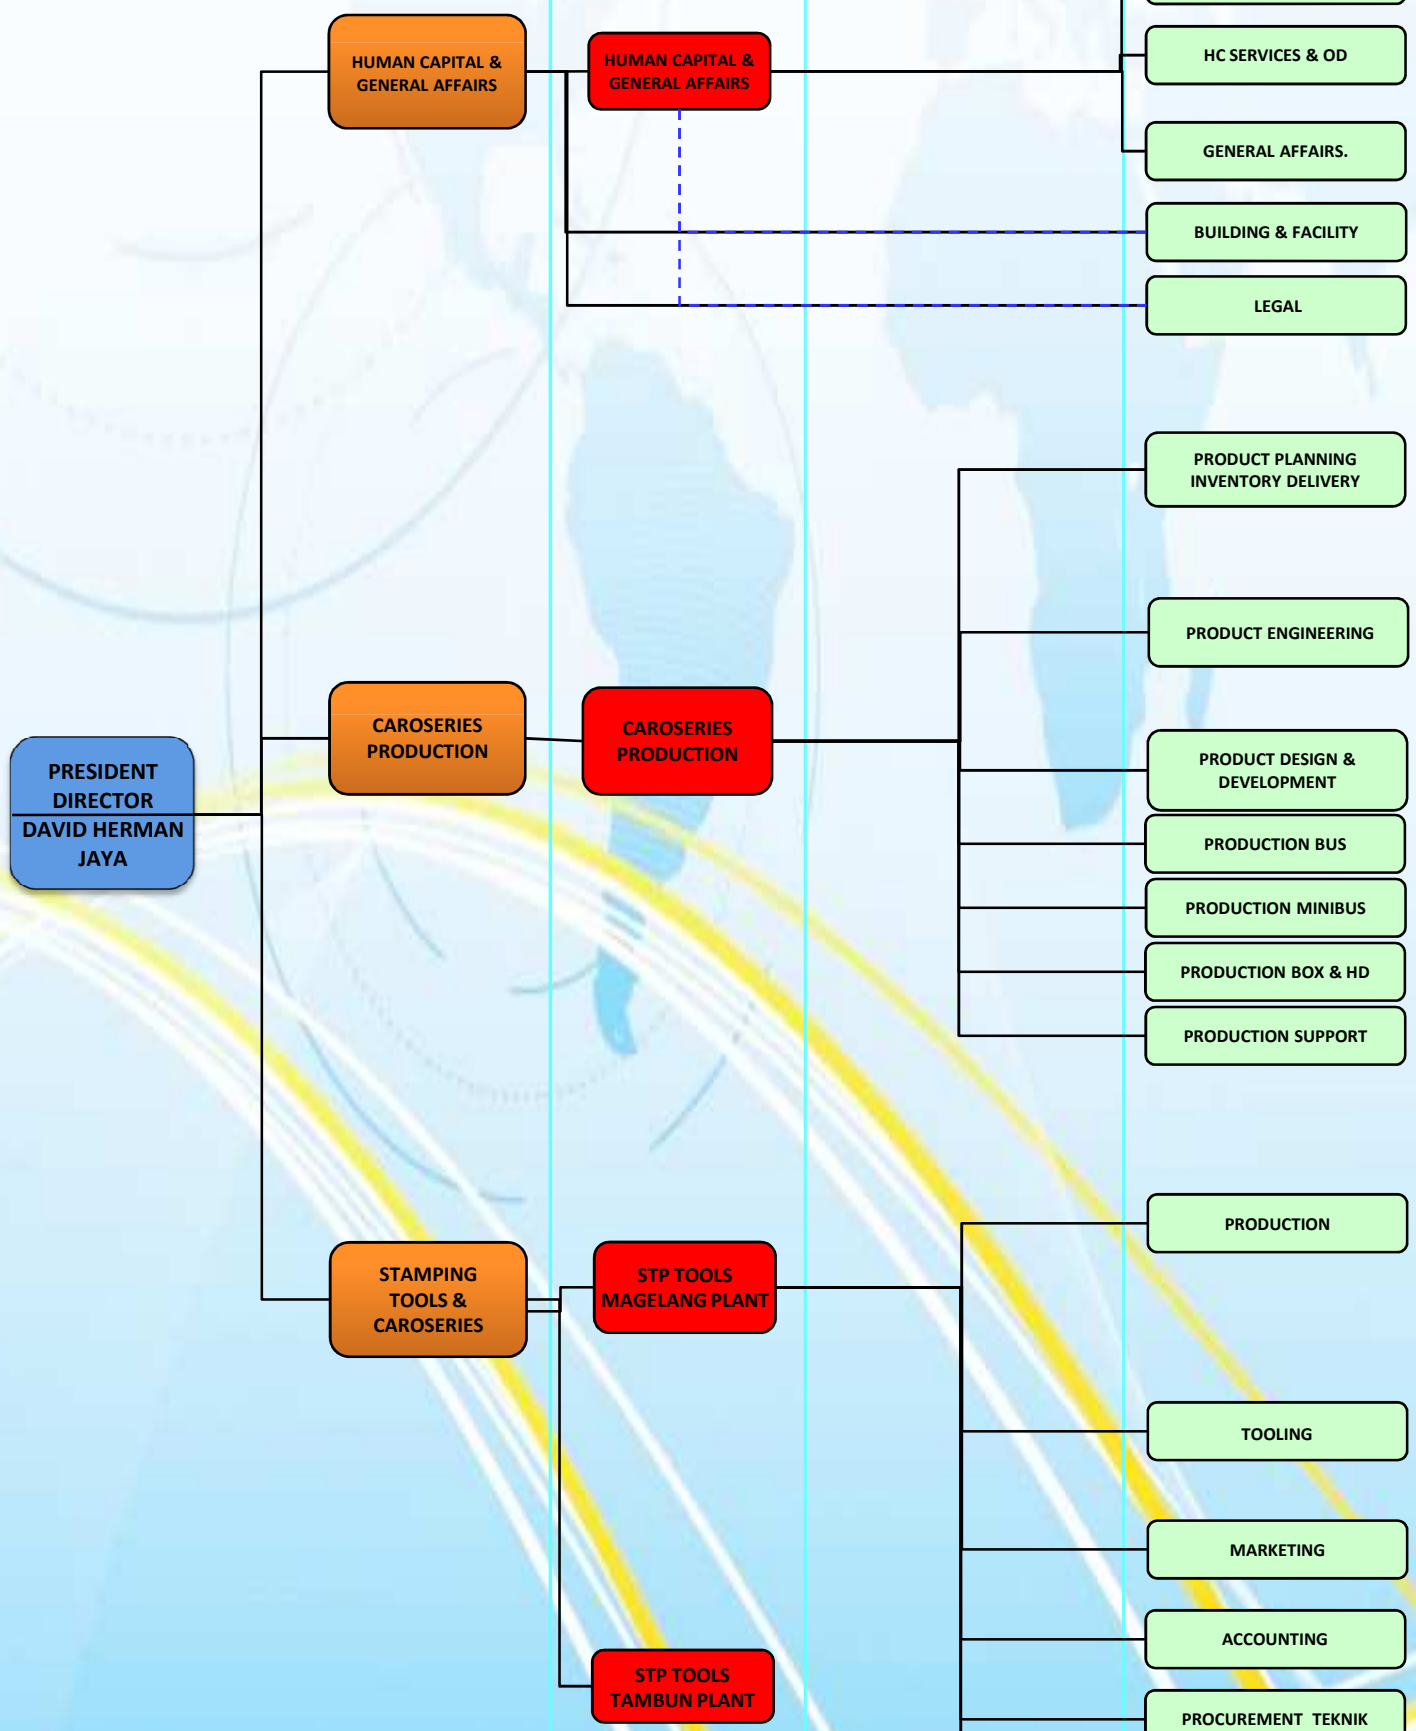 HUMAN CAPITAL &
GENERAL AFFAIRS
HUMAN CAPITAL &
GENERAL AFFAIRS
HC SERVICES & OD
GENERAL AFFAIRS.
BUILDING & FACILITY
LEGAL
PRODUCT PLANNING
INVENTORY DELIVERY
PRODUCT ENGINEERING
PRESIDENT
DIRECTOR
DAVID HERMAN
JAYA
CAROSERIES
PRODUCTION
CAROSERIES
PRODUCTION
PRODUCT DESIGN &
DEVELOPMENT
PRODUCTION BUS
PRODUCTION MINIBUS
PRODUCTION BOX & HD
PRODUCTION SUPPORT
STAMPING
TOOLS &
CAROSERIES
STP TOOLS
MAGELANG PLANT
PRODUCTION
TOOLING
MARKETING
ACCOUNTING
STP TOOLS
TAMBUN PLANT
PROCUREMENT TEKNIK